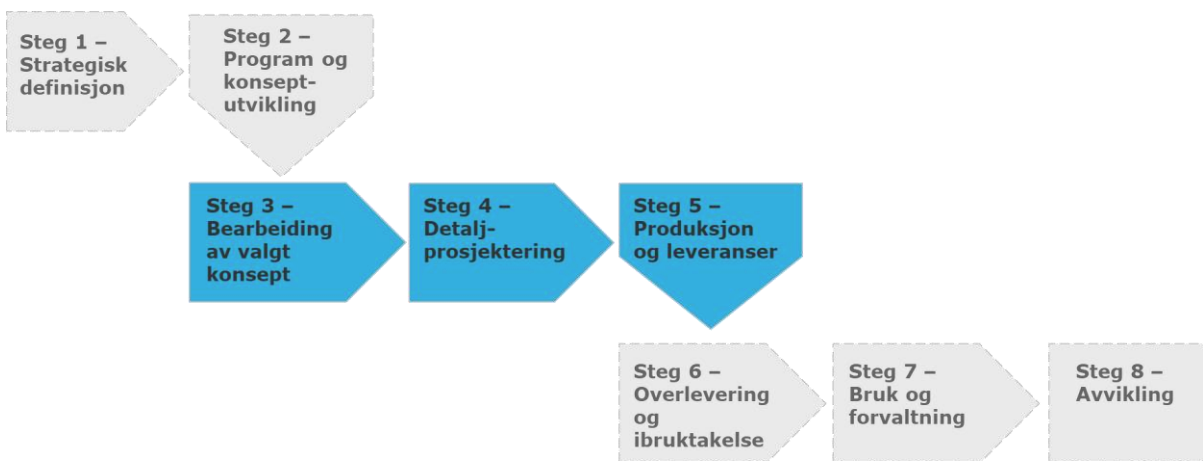 Steg 1 –
Strategisk
definisjon
Steg 2 –
Program og
konsept-
utvikling
Steg 3 –
Bearbeiding
av valgt
konsept
Steg 4 –
Detalj-
prosjektering
Steg 5 –
Produksjon
og leveranser
Steg 6 –
Overlevering
og
ibruktakelse
Steg 7 –
Bruk og
forvaltning
Steg 8 –
Avvikling